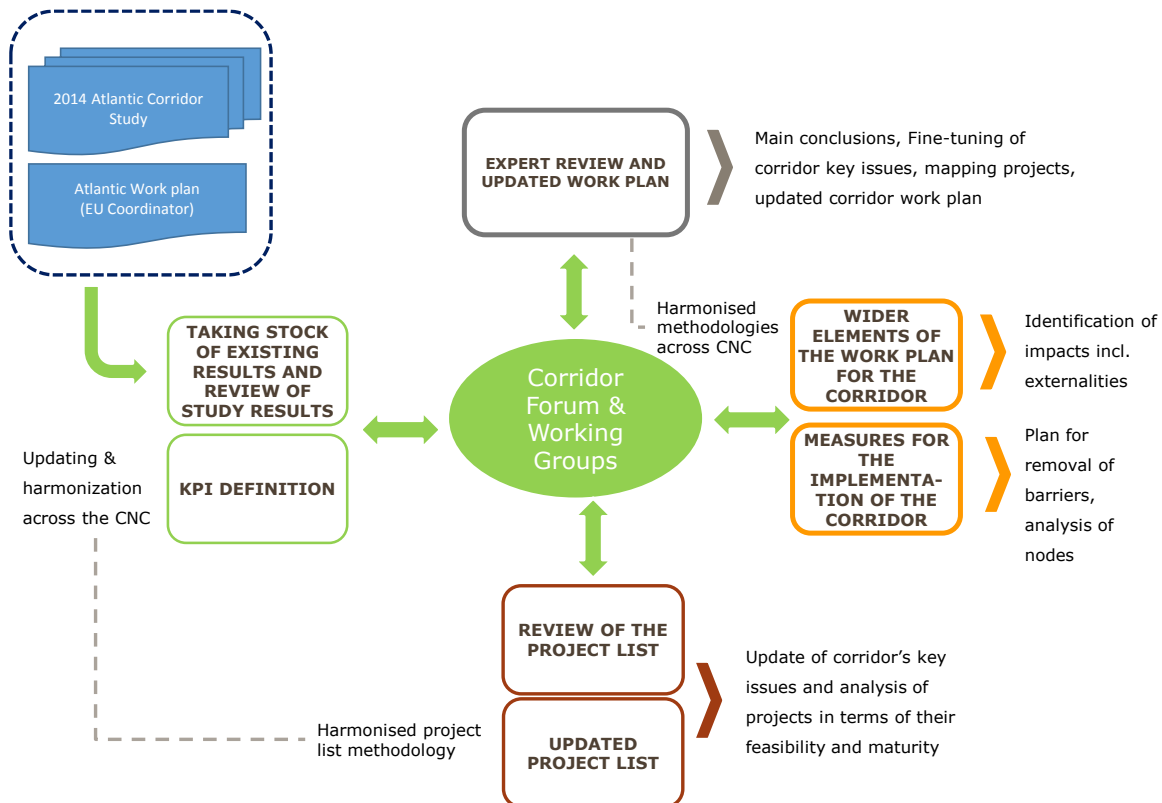 2014 Atlantic Corridor
Study
Atlantic Work plan
(EU Coordinator)
EXPERT REVIEW AND
UPDATED WORK PLAN
Main conclusions, Fine-tuning of
corridor key issues, mapping projects,
updated corridor work plan
TAKING STOCK
OF EXISTING
RESULTS AND
REVIEW OF
STUDY RESULTS
KPI DEFINITION
Updating &
harmonization
across the CNC
Corridor
Forum &
Working
Groups
Harmonised
methodologies
across CNC
WIDER
ELEMENTS OF
THE WORK PLAN
FOR THE
CORRIDOR
Identification of
impacts incl.
externalities
MEASURES FOR
THE
IMPLEMENTA-
TION OF THE
CORRIDOR
Plan for
removal of
barriers,
analysis of
nodes
REVIEW OF THE
PROJECT LIST
UPDATED
PROJECT LIST
Harmonised project
list methodology
Update of corridor’s key
issues and analysis of
projects in terms of their
feasibility and maturity